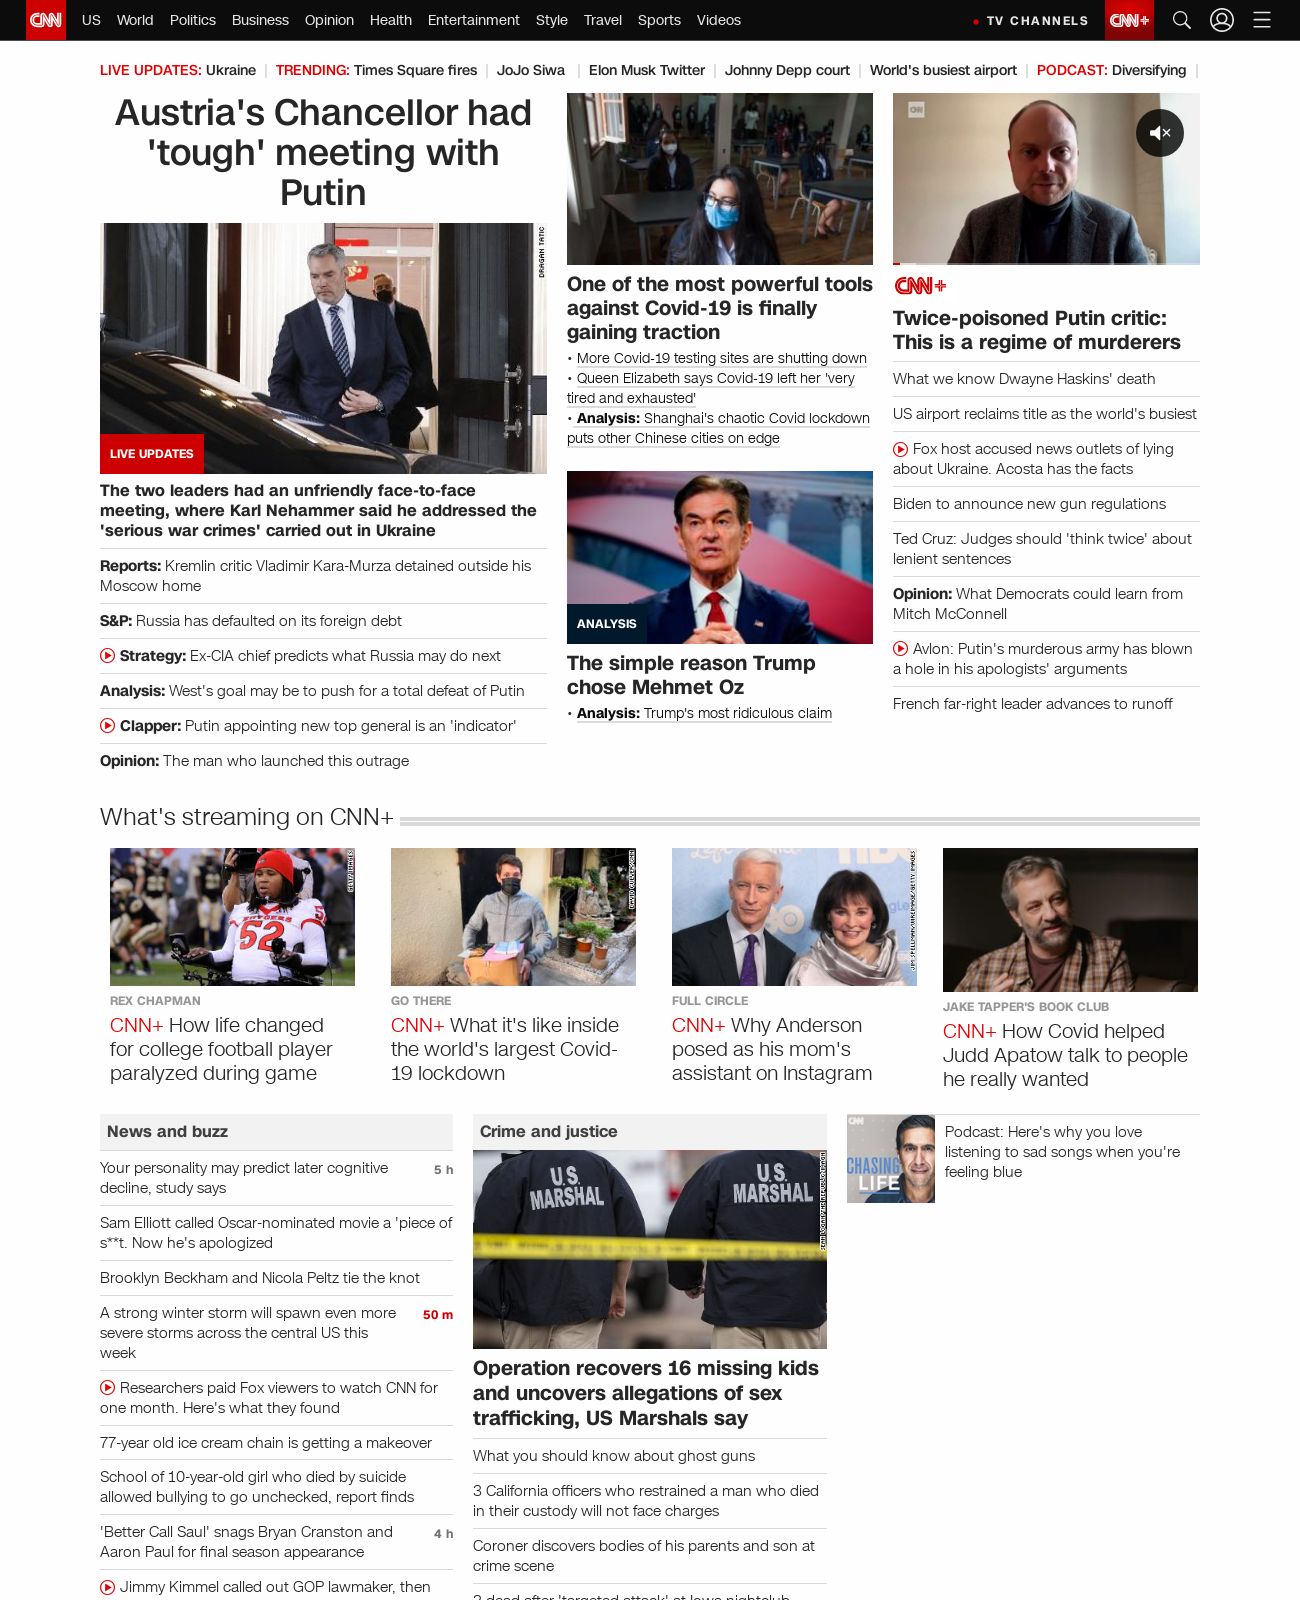 CNN US World Politics Business Opinion Health Entertainment Style Travel Sports Videos TV CHANNELS CNN+
LIVE UPDATES: Ukraine TRENDING: Times Square fires JoJo Siwa Elon Musk Twitter Johnny Depp court World's busiest airport PODCAST: Diversifying
Austria's Chancellor had
'tough' meeting with
Putin
DRAGAN TATIC
LIVE UPDATES
The two leaders had an unfriendly face-to-face
meeting, where Karl Nehammer said he addressed the
'serious war crimes' carried out in Ukraine
Reports: Kremlin critic Vladimir Kara-Murza detained outside his
Moscow home
S&P: Russia has defaulted on its foreign debt
Strategy: Ex-CIA chief predicts what Russia may do next
Analysis: West's goal may be to push for a total defeat of Putin
Clapper: Putin appointing new top general is an 'indicator'
Opinion: The man who launched this outrage
One of the most powerful tools
against Covid-19 is finally
gaining traction
• More Covid-19 testing sites are shutting down
• Queen Elizabeth says Covid-19 left her 'very
tired and exhausted'
• Analysis: Shanghai's chaotic Covid lockdown
puts other Chinese cities on edge
ANALYSIS
The simple reason Trump
chose Mehmet Oz
• Analysis: Trump's most ridiculous claim
CNN
CNN+
Twice-poisoned Putin critic:
This is a regime of murderers
What we know Dwayne Haskins' death
US airport reclaims title as the world's busiest
Fox host accused news outlets of lying
about Ukraine. Acosta has the facts
Biden to announce new gun regulations
Ted Cruz: Judges should 'think twice' about
lenient sentences
Opinion: What Democrats could learn from
Mitch McConnell
Avlon: Putin's murderous army has blown
a hole in his apologists' arguments
French far-right leader advances to runoff
What's streaming on CNN+
GETTY IMAGES
RUTGERS
52
REX CHAPMAN
CNN+ How life changed
for college football player
paralyzed during game
DAVID CULVER/CNN
GO THERE
CNN+ What it's like inside
the world's largest Covid-
19 lockdown
JIM SPELLMAN/WIREIMAGE/GETTY IMAGES
FULL CIRCLE
CNN+ Why Anderson
posed as his mom's
assistant on Instagram
JAKE TAPPER'S BOOK CLUB
CNN+ How Covid helped
Judd Apatow talk to people
he really wanted
News and buzz
Your personality may predict later cognitive 5 h
decline, study says
Sam Elliott called Oscar-nominated movie a 'piece of
s**t. Now he's apologized
Brooklyn Beckham and Nicola Peltz tie the knot
A strong winter storm will spawn even more 50 m
severe storms across the central US this
week
Researchers paid Fox viewers to watch CNN for
one month. Here's what they found
77-year old ice cream chain is getting a makeover
School of 10-year-old girl who died by suicide
allowed bullying to go unchecked, report finds
'Better Call Saul' snags Bryan Cranston and 4 h
Aaron Paul for final season appearance
Jimmy Kimmel called out GOP lawmaker, then
Crime and justice
U.S. MARSHAL
U.S. MARSHAL
Operation recovers 16 missing kids
and uncovers allegations of sex
trafficking, US Marshals say
What you should know about ghost guns
3 California officers who restrained a man who died
in their custody will not face charges
Coroner discovers bodies of his parents and son at
crime scene
2 dead after 'targeted attack' at Iowa nightclub
CNN
CHASING
LIFE
Podcast: Here's why you love
listening to sad songs when you're
feeling blue